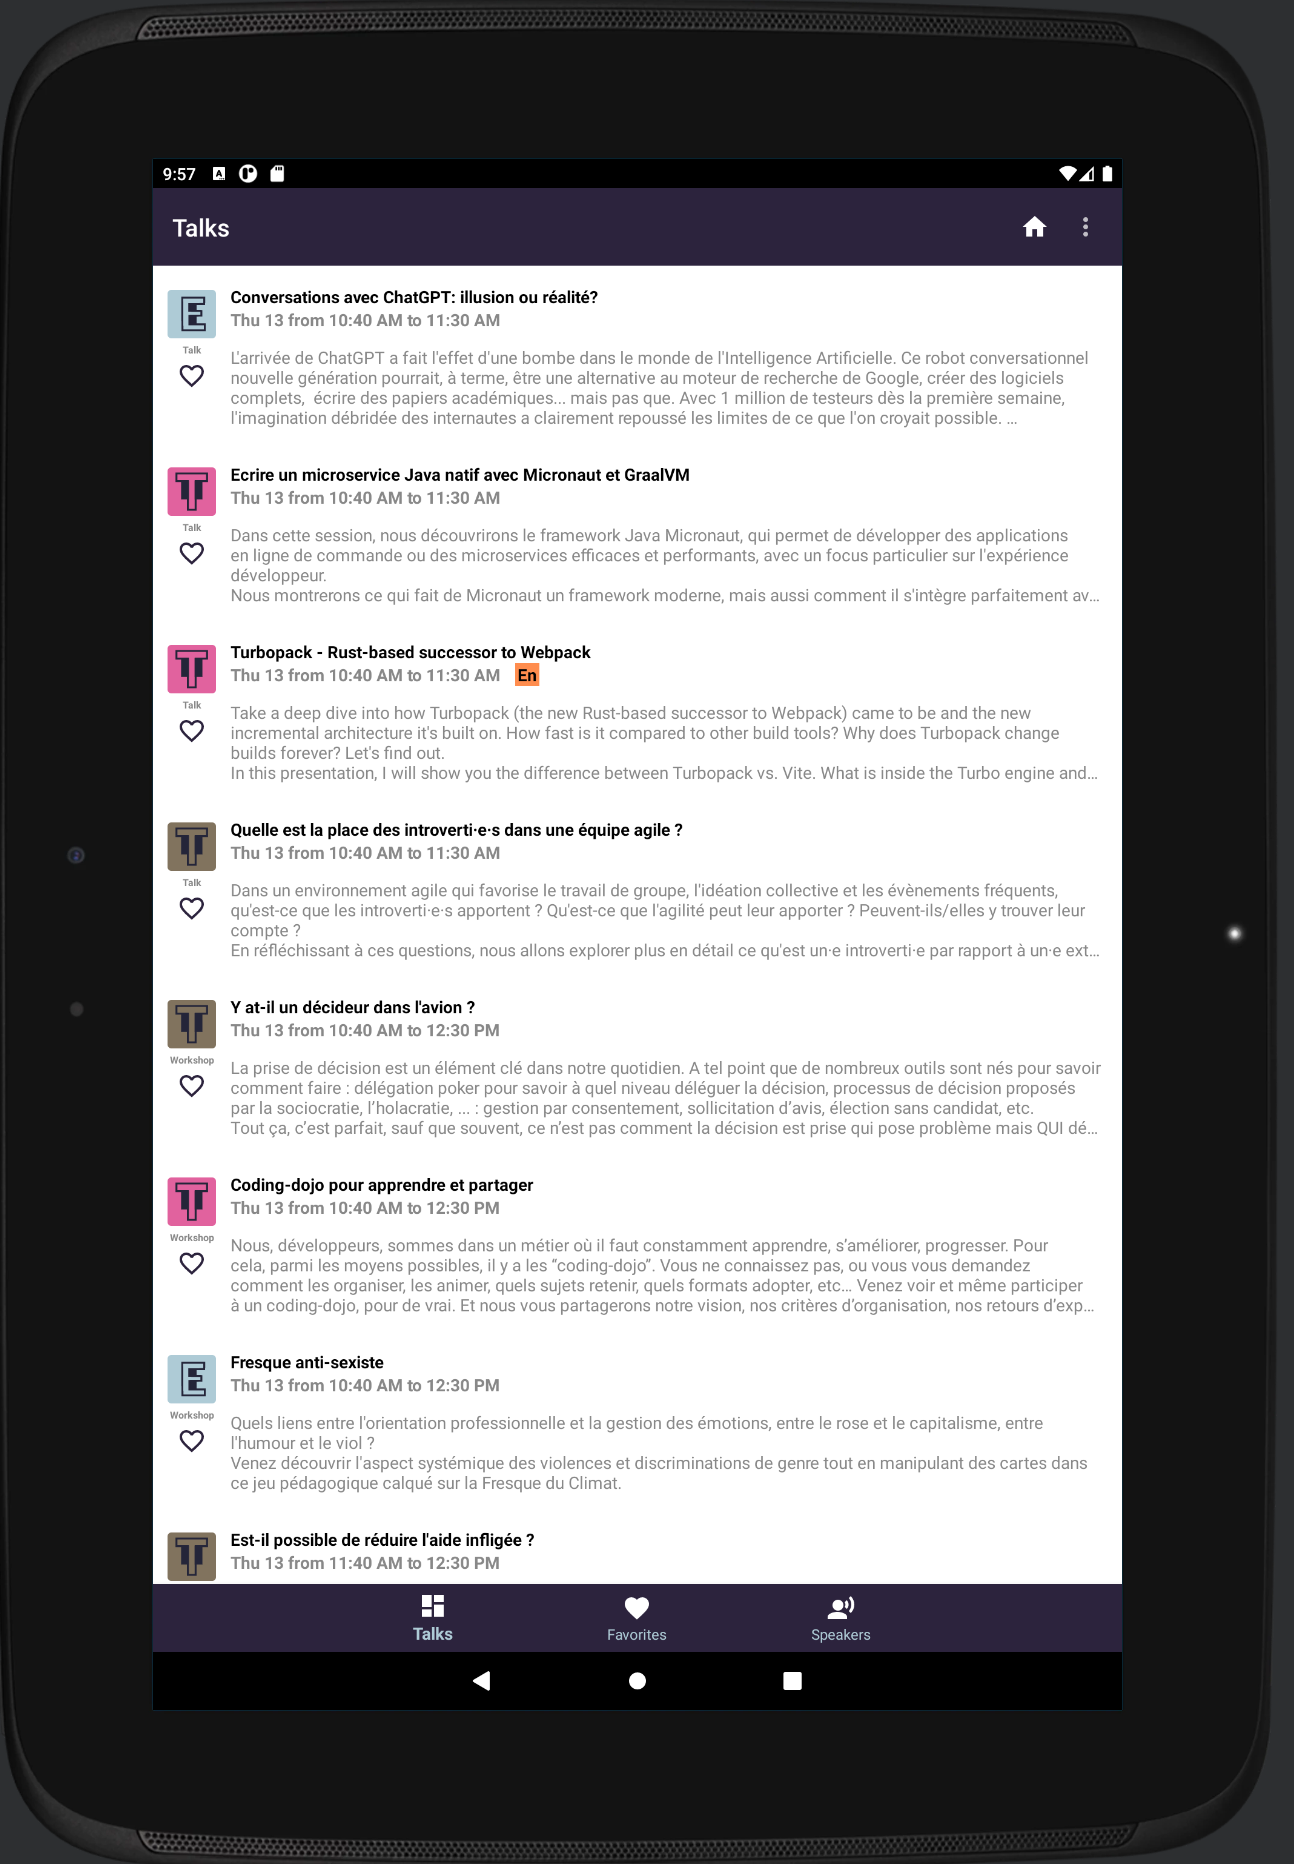 9:57
Talks
E
Conversations avec ChatGPT: illusion ou réalité?
Thu 13 from 10:40 AM to 11:30 AM
Talk
L'arrivée de ChatGPT a fait l'effet d'une bombe dans le monde de l'Intelligence Artificielle. Ce robot conversationnel
nouvelle génération pourrait, à terme, être une alternative au moteur de recherche de Google, créer des logiciels
complets,  écrire des papiers académiques... mais pas que. Avec 1 million de testeurs dès la première semaine,
l'imagination débridée des internautes a clairement repoussé les limites de ce que l'on croyait possible. …
T
Ecrire un microservice Java natif avec Micronaut et GraalVM
Thu 13 from 10:40 AM to 11:30 AM
Talk
Dans cette session, nous découvrirons le framework Java Micronaut, qui permet de développer des applications
en ligne de commande ou des microservices efficaces et performants, avec un focus particulier sur l'expérience
développeur.
Nous montrerons ce qui fait de Micronaut un framework moderne, mais aussi comment il s'intègre parfaitement av…
T
Turbopack - Rust-based successor to Webpack
Thu 13 from 10:40 AM to 11:30 AM En
Talk
Take a deep dive into how Turbopack (the new Rust-based successor to Webpack) came to be and the new
incremental architecture it's built on. How fast is it compared to other build tools? Why does Turbopack change
builds forever? Let's find out.
In this presentation, I will show you the difference between Turbopack vs. Vite. What is inside the Turbo engine and…
T
Quelle est la place des introverti·e·s dans une équipe agile ?
Thu 13 from 10:40 AM to 11:30 AM
Talk
Dans un environnement agile qui favorise le travail de groupe, l'idéation collective et les évènements fréquents,
qu'est-ce que les introverti·e·s apportent ? Qu'est-ce que l'agilité peut leur apporter ? Peuvent-ils/elles y trouver leur
compte ?
En réfléchissant à ces questions, nous allons explorer plus en détail ce qu'est un·e introverti·e par rapport à un·e ext…
T
Y at-il un décideur dans l'avion ?
Thu 13 from 10:40 AM to 12:30 PM
Workshop
La prise de décision est un élément clé dans notre quotidien. A tel point que de nombreux outils sont nés pour savoir
comment faire : délégation poker pour savoir à quel niveau déléguer la décision, processus de décision proposés
par la sociocratie, l’holacratie, ... : gestion par consentement, sollicitation d’avis, élection sans candidat, etc.
Tout ça, c’est parfait, sauf que souvent, ce n’est pas comment la décision est prise qui pose problème mais QUI dé…
T
Coding-dojo pour apprendre et partager
Thu 13 from 10:40 AM to 12:30 PM
Workshop
Nous, développeurs, sommes dans un métier où il faut constamment apprendre, s’améliorer, progresser. Pour
cela, parmi les moyens possibles, il y a les “coding-dojo”. Vous ne connaissez pas, ou vous vous demandez
comment les organiser, les animer, quels sujets retenir, quels formats adopter, etc… Venez voir et même participer
à un coding-dojo, pour de vrai. Et nous vous partagerons notre vision, nos critères d’organisation, nos retours d’exp…
E
Fresque anti-sexiste
Thu 13 from 10:40 AM to 12:30 PM
Workshop
Quels liens entre l'orientation professionnelle et la gestion des émotions, entre le rose et le capitalisme, entre
l'humour et le viol ?
Venez découvrir l'aspect systémique des violences et discriminations de genre tout en manipulant des cartes dans
ce jeu pédagogique calqué sur la Fresque du Climat.
T
Est-il possible de réduire l'aide infligée ?
Thu 13 from 11:40 AM to 12:30 PM
Talks
Favorites
Speakers